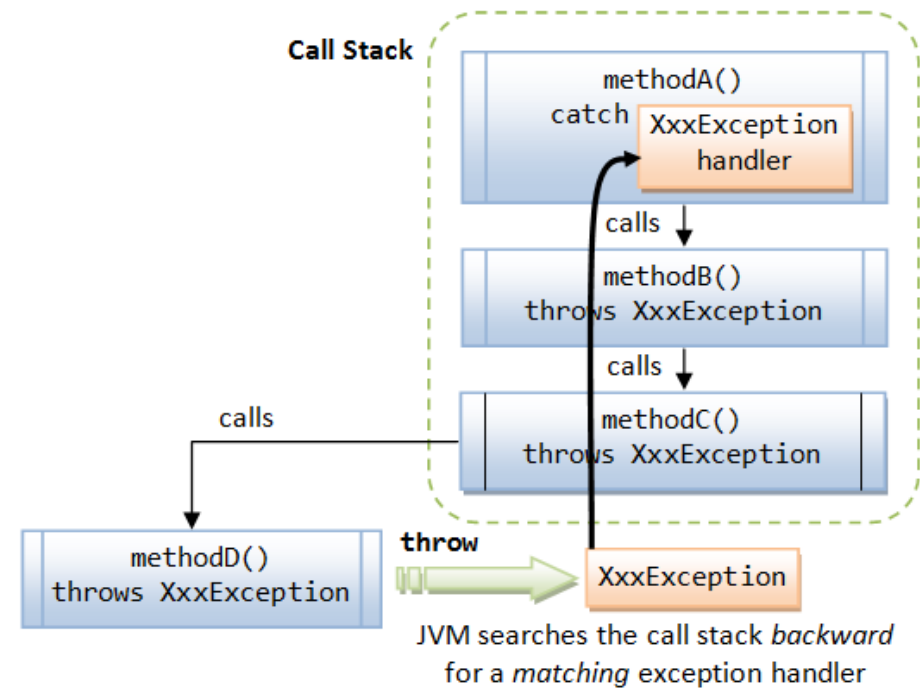 Call Stack
methodA()
catch
XxxException
handler
calls
methodB()
throws XxxException
calls
methodC()
throws XxxException
calls
methodD()
throws XxxException
throw
XxxException
JVM searches the call stack backward
for a matching exception handler